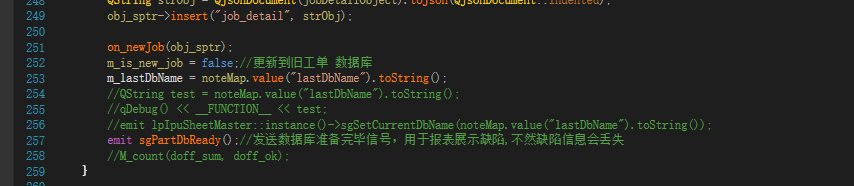 248 QString strObj = QJsonDocument(jobDetailObject).toJson(QJsonDocument::Indented);
249 obj_sptr->insert("job_detail", strObj);
250
251 on_newJob(obj_sptr);
252 m_is_new_job = false;//更新到旧工单 数据库
253 m_lastDbName = noteMap.value("lastDbName").toString();
254 //QString test = noteMap.value("lastDbName").toString();
255 //qDebug() << __FUNCTION__ << test;
256 //emit lpIpuSheetMaster::instance()->sgSetCurrentDbName(noteMap.value("lastDbName").toString());
257 emit sgPartDbReady();//发送数据库准备完毕信号, 用于报表展示缺陷,不然缺陷信息会丢失
258 //M_count(doff_sum, doff_ok);
259 }
260